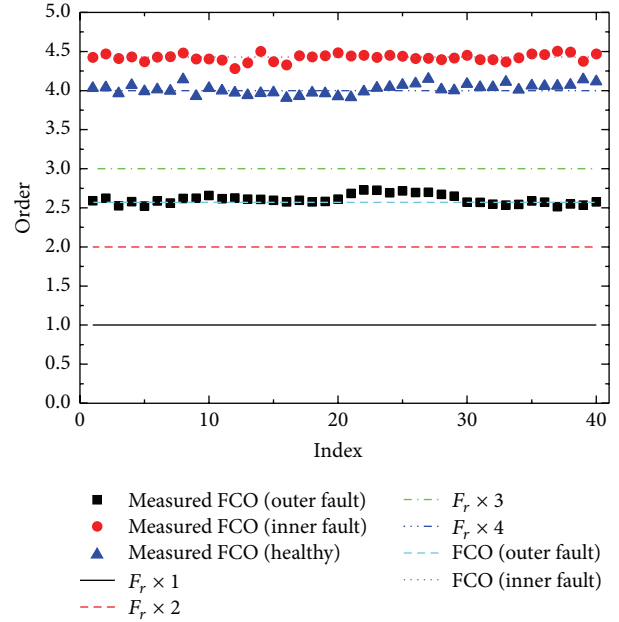 5.0
4.5
4.0
3.5
3.0
2.5
2.0
1.5
1.0
0.5
0.0
Order
0
10
20
30
40
Index
Measured FCO (outer fault)
Measured FCO (inner fault)
Measured FCO (healthy)
F_r × 1
F_r × 2
F_r × 3
F_r × 4
FCO (outer fault)
FCO (inner fault)